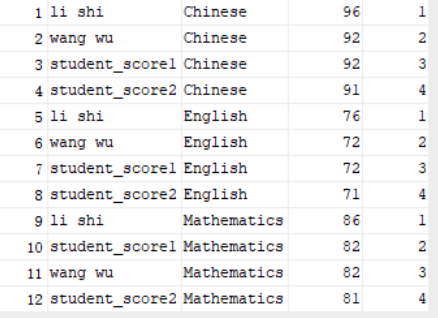 1 li shi Chinese 96 1
2 wang wu Chinese 92 2
3 student_score1 Chinese 92 3
4 student_score2 Chinese 91 4
5 li shi English 76 1
6 wang wu English 72 2
7 student_score1 English 72 3
8 student_score2 English 71 4
9 li shi Mathematics 86 1
10 student_score1 Mathematics 82 2
11 wang wu Mathematics 82 3
12 student_score2 Mathematics 81 4